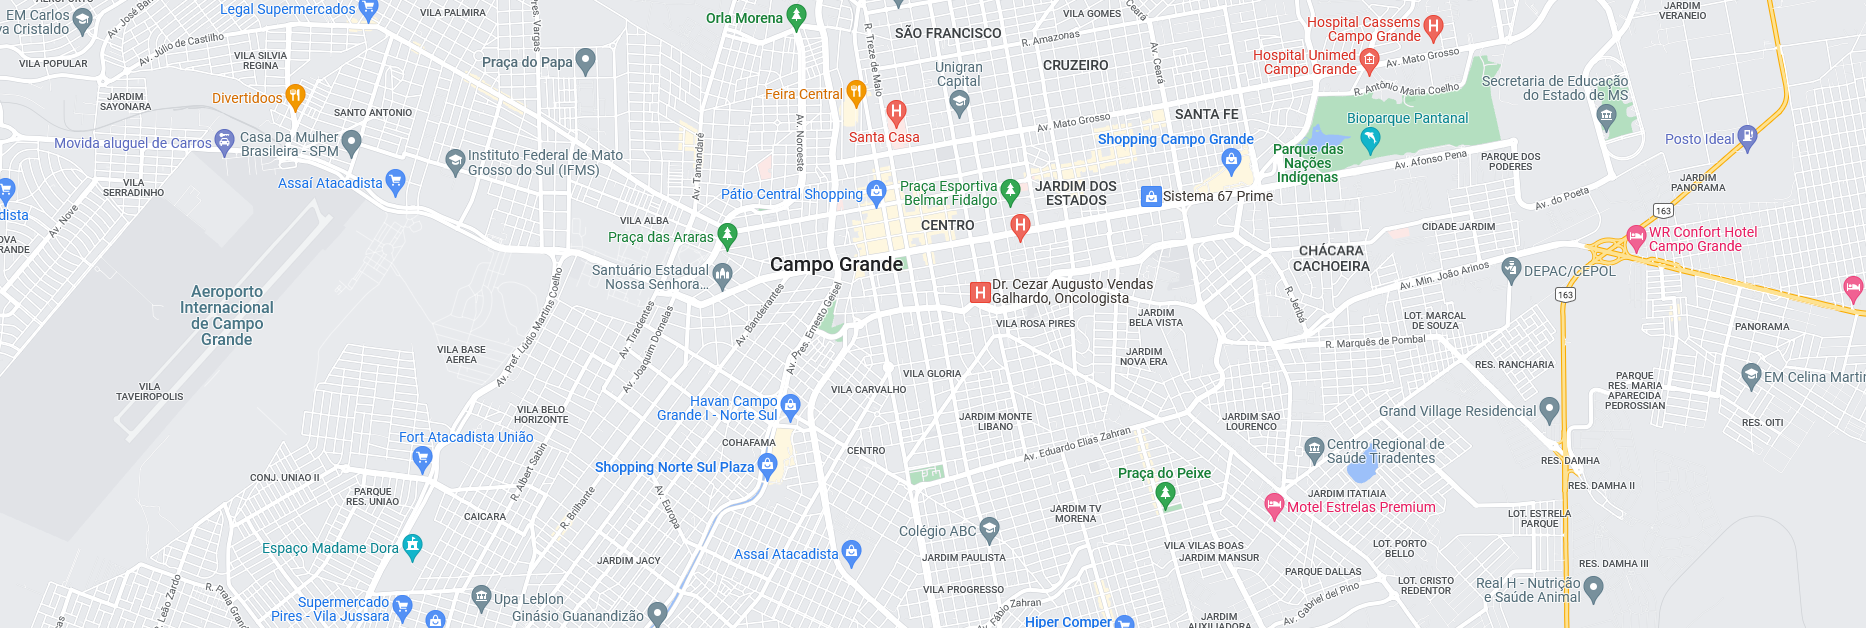 AEROPORTO
EM Carlos
va Cristaldo
Av. José Bar
Av. Júlio de Castilho
Legal Supermercados
VILA PALMIRA
Pres. Vargas
Orla Morena
R. Treze de Maio
SÃO FRANCISCO
VILA GOMES
Ceará
R. Amazonas
CRUZEIRO
Av. Ceará
Hospital Cassems
Campo Grande
Hospital Unimed
Campo Grande
Av. Mato Grosso
JARDIM
VERANEIO
VILA POPULAR
VILA SILVIA
REGINA
Praça do Papa
Unigran
Capital
R. Antônio Maria Coelho
Secretaria de Educação
do Estado de MS
JARDIM
SAYONARA
Divertidoos
SANTO ANTONIO
Feira Central
Santa Casa
Av. Noroeste
Av. Mato Grosso
SANTA FE
Shopping Campo Grande
Bioparque Pantanal
Posto Ideal
Movida aluguel de Carros
Casa Da Mulher
Brasileira - SPM
Instituto Federal de Mato
Grosso do Sul (IFMS)
Av. Tamandaré
Parque das
Nações
Indígenas
Av. Afonso Pena
PARQUE DOS
PODERES
VILA
SERRADINHO
Assaí Atacadista
Pátio Central Shopping
Praça Esportiva
Belmar Fidalgo
JARDIM DOS
ESTADOS
Sistema 67 Prime
Av. do Poeta
JARDIM
PANORAMA
163
dista
Av. Nove
OVA
GRANDE
VILA ALBA
Praça das Araras
CENTRO
CIDADE JARDIM
WR Confort Hotel
Campo Grande
CHÁCARA
CACHOEIRA
Santuário Estadual
Nossa Senhora...
Campo Grande
Av. Min. João Arinos
DEPAC/CEPOL
Aeroporto
Internacional
de Campo
Grande
Dr. Cezar Augusto Vendas
Galhardo, Oncologista
163
Av. Pref. Lúdio Martins Coelho
Av. Tiradentes
Av. Joaquim Dornelas
Av. Bandeirantes
Av. Pres. Ernesto Geisel
VILA ROSA PIRES
JARDIM
BELA VISTA
R. Jeribá
LOT. MARCAL
DE SOUZA
PANORAMA
VILA BASE
AEREA
JARDIM
NOVA ERA
R. Marquês de Pombal
RES. RANCHARIA
VILA
TAVEIROPOLIS
VILA GLORIA
VILA CARVALHO
PARQUE
RES. MARIA
APARECIDA
PEDROSSIAN
EM Celina Martin
Havan Campo
Grande I - Norte Sul
VILA BELO
HORIZONTE
JARDIM MONTE
LIBANO
JARDIM SAO
LOURENCO
Grand Village Residencial
RES. OITI
Fort Atacadista União
COHAFAMA
CENTRO
Av. Eduardo Elias Zahran
Centro Regional de
Saúde Tiradentes
Shopping Norte Sul Plaza
Praça do Peixe
RES. DAMHA
CONJ. UNIAO II
R. Albert Sabin
RES. DAMHA II
PARQUE
RES. UNIAO
R. Brilhante
Av. Europa
JARDIM ITATIAIA
Motel Estrelas Premium
CAICARA
JARDIM TV
MORENA
LOT. ESTRELA
PARQUE
Colégio ABC
Espaço Madame Dora
Assaí Atacadista
VILA VILAS BOAS
JARDIM MANSUR
LOT. PORTO
BELLO
JARDIM JACY
JARDIM PAULISTA
RES. DAMHA III
PARQUE DALLAS
LOT. CRISTO
REDENTOR
R. Leão Zardo
R. Praia Grande
VILA PROGRESSO
Real H - Nutrição
e Saúde Animal
Supermercado
Pires - Vila Jussara
Upa Leblon
Ginásio Guanandizão
Av. Fábio Zahran
Hiper Comper
JARDIM
AUXILIADORA
Av. Gabriel del Pino